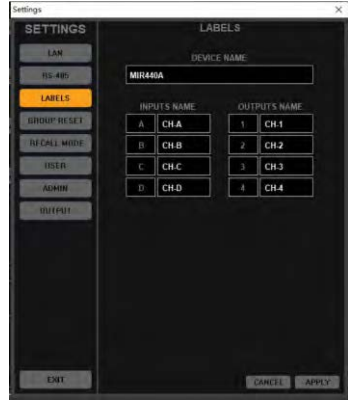 Settings
SETTINGS
LAN
RS-485
LABELS
GROUP RESET
RECALL MODE
USER
ADMIN
OUTPUT
EXIT
LABELS
DEVICE NAME
MIR440A
INPUTS NAME OUTPUTS NAME
A CH-A 1 CH-1
B CH-B 2 CH-2
C CH-C 3 CH-3
D CH-D 4 CH-4
CANCEL APPLY